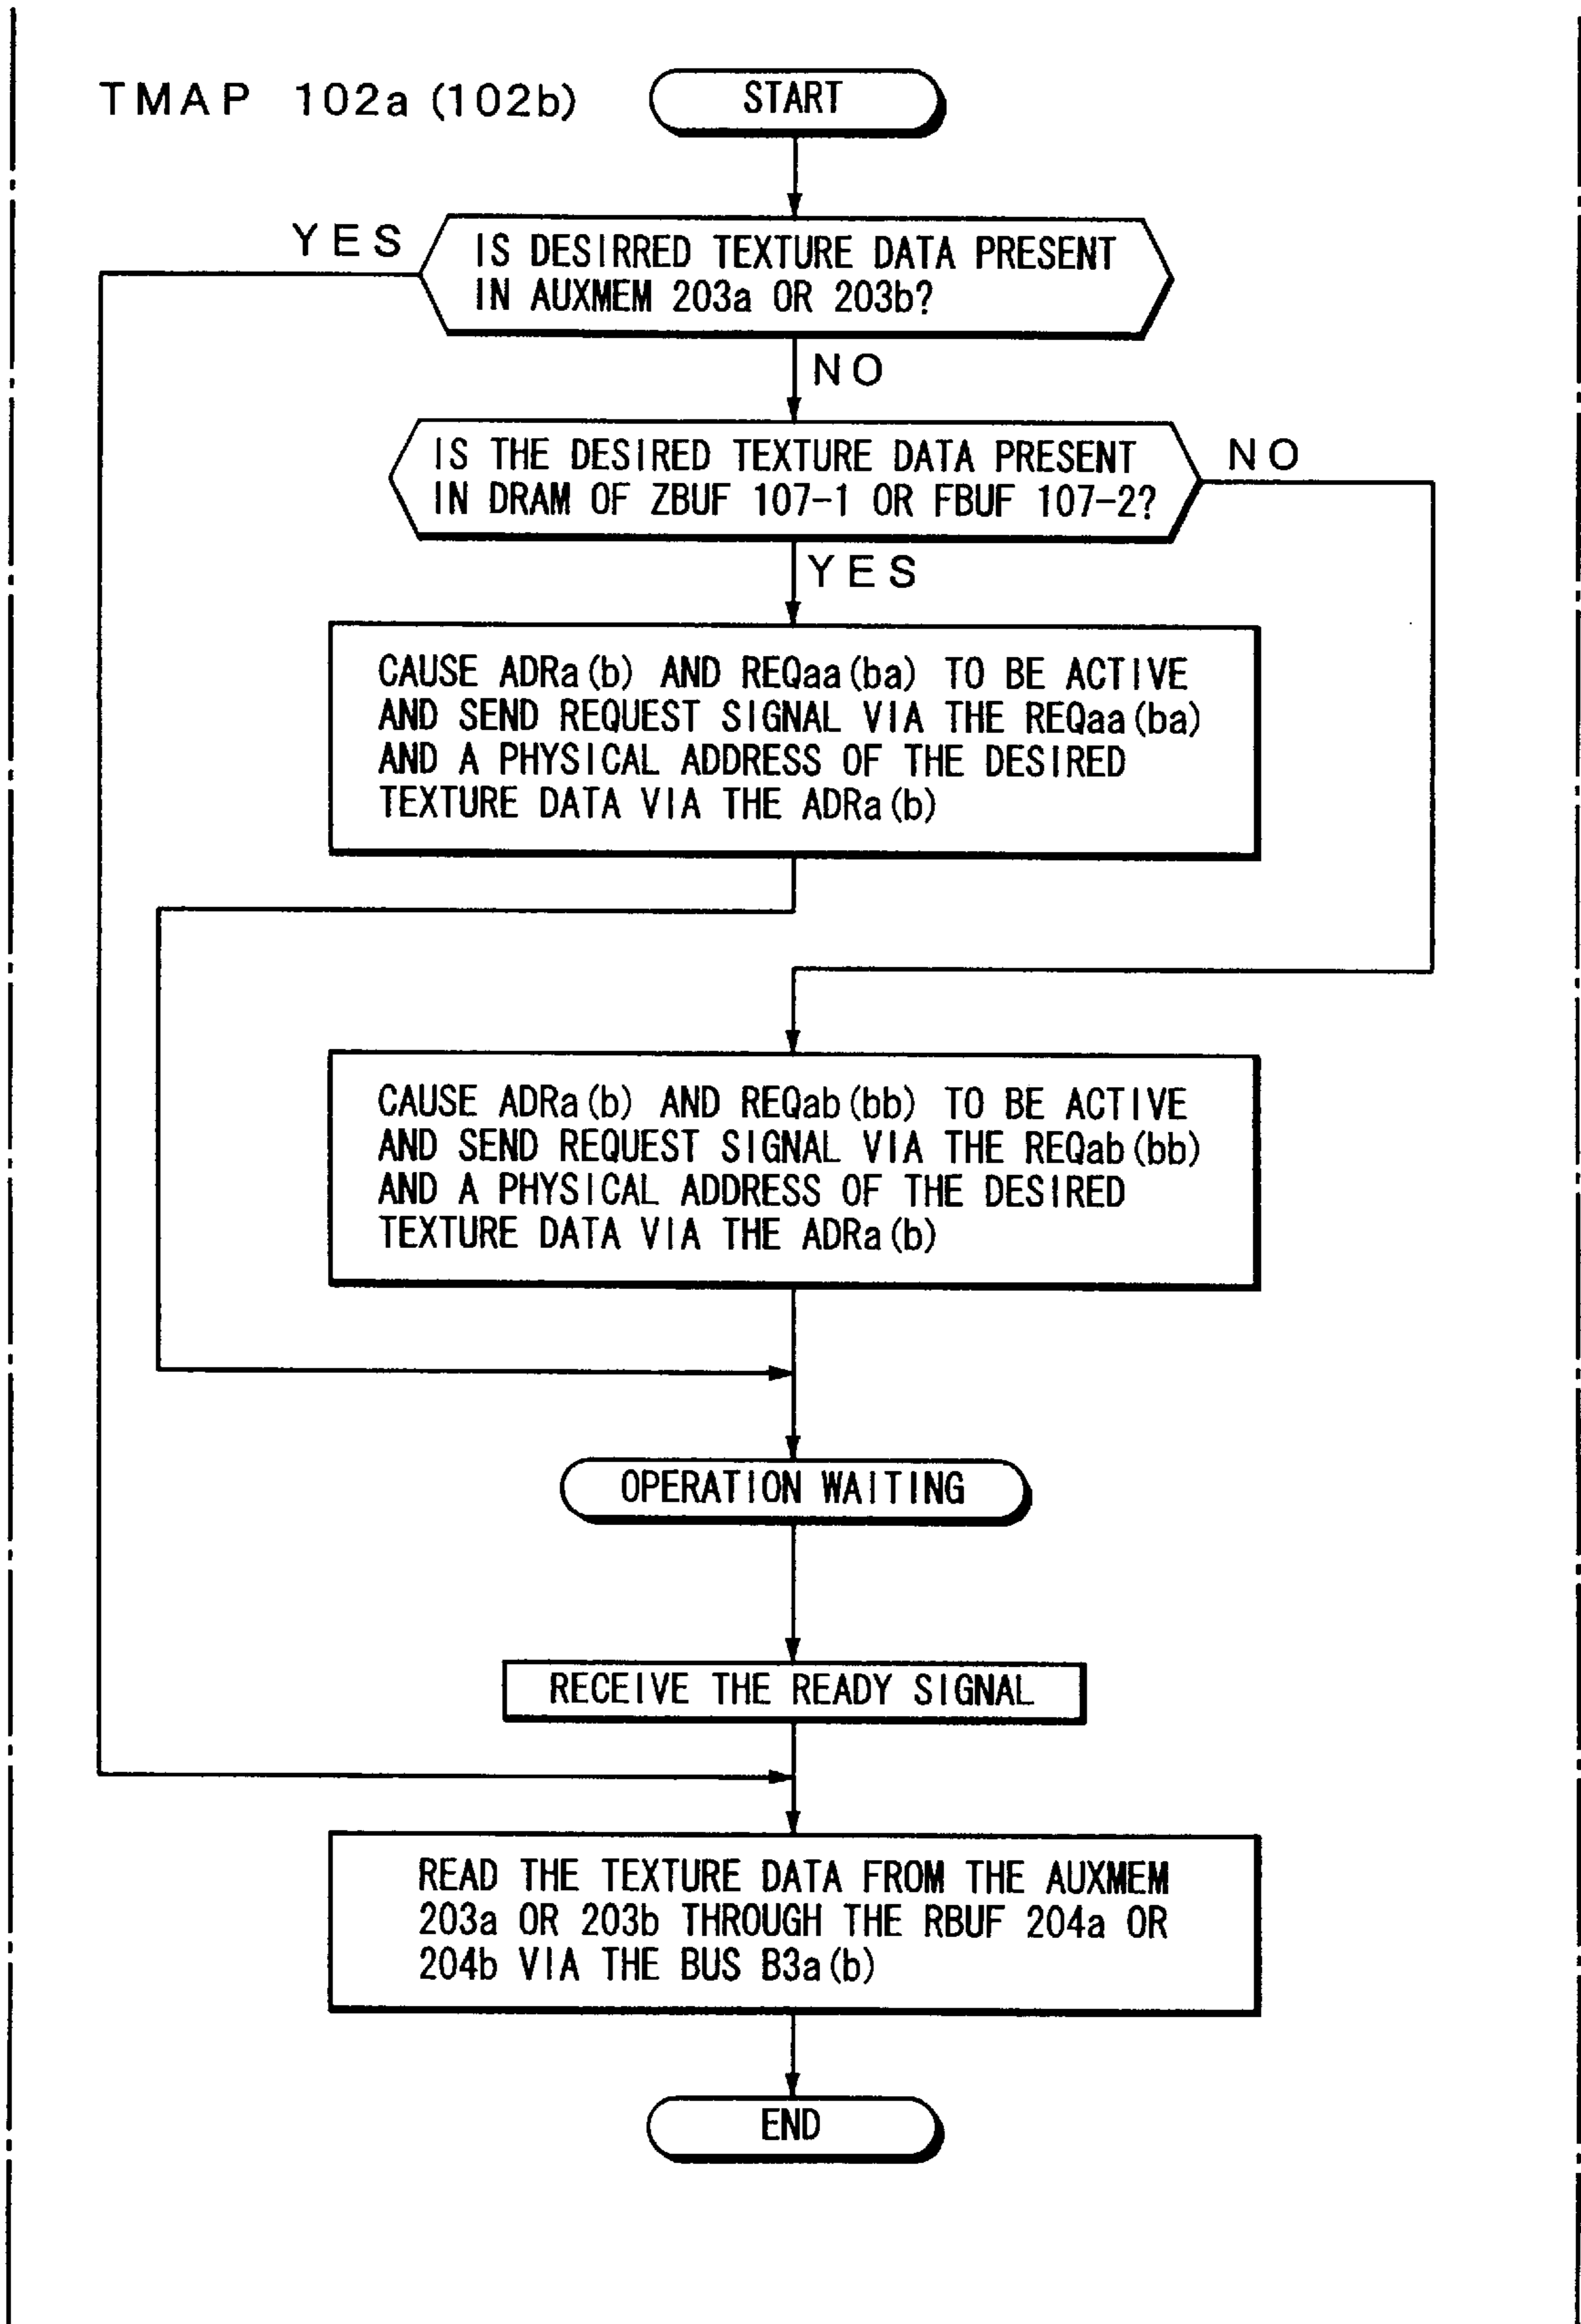 TMAP 102a (102b)
START
YES
IS DESIRRED TEXTURE DATA PRESENT
IN AUXMEM 203a OR 203b?
NO
IS THE DESIRED TEXTURE DATA PRESENT
IN DRAM OF ZBUF 107-1 OR FBUF 107-2?
NO
YES
CAUSE ADRa(b) AND REQaa(ba) TO BE ACTIVE
AND SEND REQUEST SIGNAL VIA THE REQaa(ba)
AND A PHYSICAL ADDRESS OF THE DESIRED
TEXTURE DATA VIA THE ADRa(b)
CAUSE ADRa(b) AND REQab(bb) TO BE ACTIVE
AND SEND REQUEST SIGNAL VIA THE REQab(bb)
AND A PHYSICAL ADDRESS OF THE DESIRED
TEXTURE DATA VIA THE ADRa(b)
OPERATION WAITING
RECEIVE THE READY SIGNAL
READ THE TEXTURE DATA FROM THE AUXMEM
203a OR 203b THROUGH THE RBUF 204a OR
204b VIA THE BUS B3a(b)
END